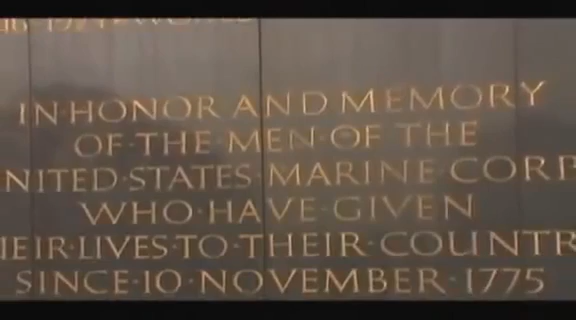 IN·HONOR AND MEMORY
OF·THE·MEN·OF THE
NITED·STATES·MARINE·CORP
WHO·HAVE·GIVEN
HEIR·LIVES·TO·THEIR·COUNTR
SINCE·10·NOVEMBER·1775